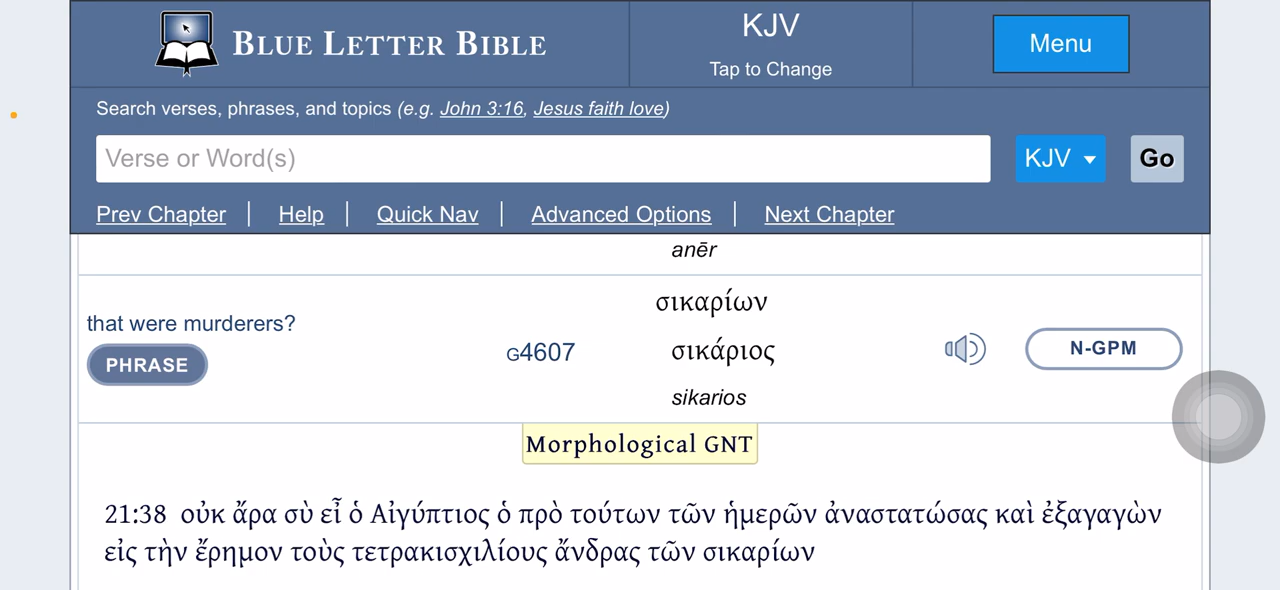 BLUE LETTER BIBLE
KJV
Tap to Change
Menu
Search verses, phrases, and topics (e.g. John 3:16, Jesus faith love)
Verse or Word(s)
KJV
Go
Prev Chapter | Help | Quick Nav | Advanced Options | Next Chapter
anēr
σικαρίων
that were murderers?
PHRASE
G4607
σικάριος
N-GPM
sikarios
Morphological GNT
21:38 οὐκ ἄρα σὺ εἶ ὁ Αἰγύπτιος ὁ πρὸ τούτων τῶν ἡμερῶν ἀναστατώσας καὶ ἐξαγαγὼν
εἰς τὴν ἔρημον τοὺς τετρακισχιλίους ἄνδρας τῶν σικαρίων